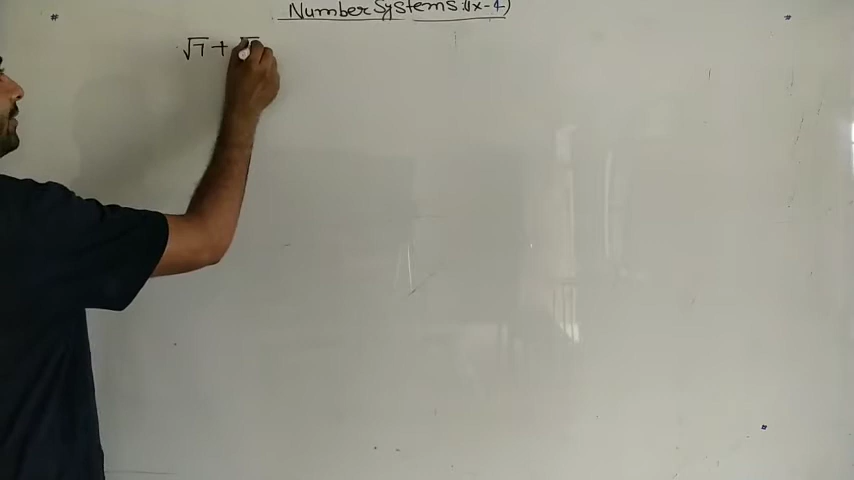 Number Systems (IX-4)
√7 + √